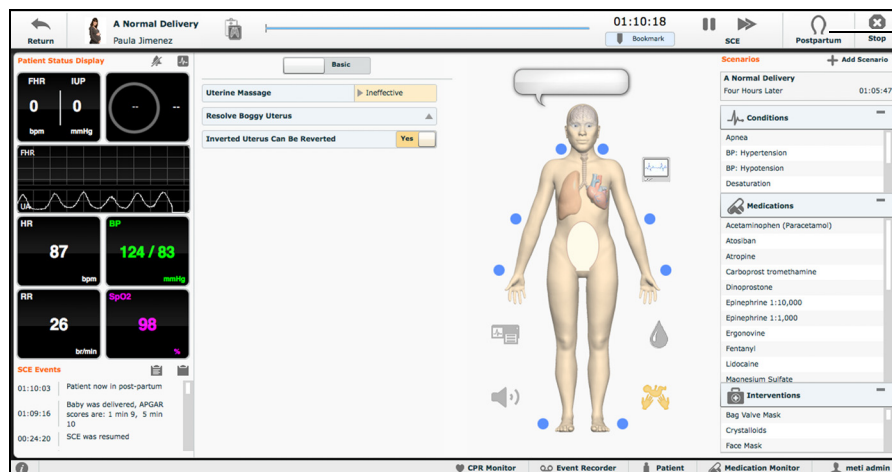 Return
A Normal Delivery
Paula Jimenez
01:10:18
Bookmark
SCE
Postpartum
Stop
Patient Status Display
FHR IUP
0 0
bpm mmHg
-- --
FHR
UA
HR
87
bpm
BP
124 / 83
mmHg
RR
26
br/min
SpO2
98
%
SCE Events
01:10:03 Patient now in post-partum
01:09:16 Baby was delivered, APGAR
scores are: 1 min 9, 5 min
10
00:24:20 SCE was resumed
Basic
Uterine Massage Ineffective
Resolve Boggy Uterus
Inverted Uterus Can Be Reverted Yes
Scenarios Add Scenario
A Normal Delivery
Four Hours Later 01:05:47
Conditions
Apnea
BP: Hypertension
BP: Hypotension
Desaturation
Medications
Acetaminophen (Paracetamol)
Atosiban
Atropine
Carboprost tromethamine
Dinoprostone
Epinephrine 1:10,000
Epinephrine 1:1,000
Ergonovine
Fentanyl
Lidocaine
Magnesium Sulfate
Interventions
Bag Valve Mask
Crystalloids
Face Mask
CPR Monitor Event Recorder Patient Medication Monitor meti admin